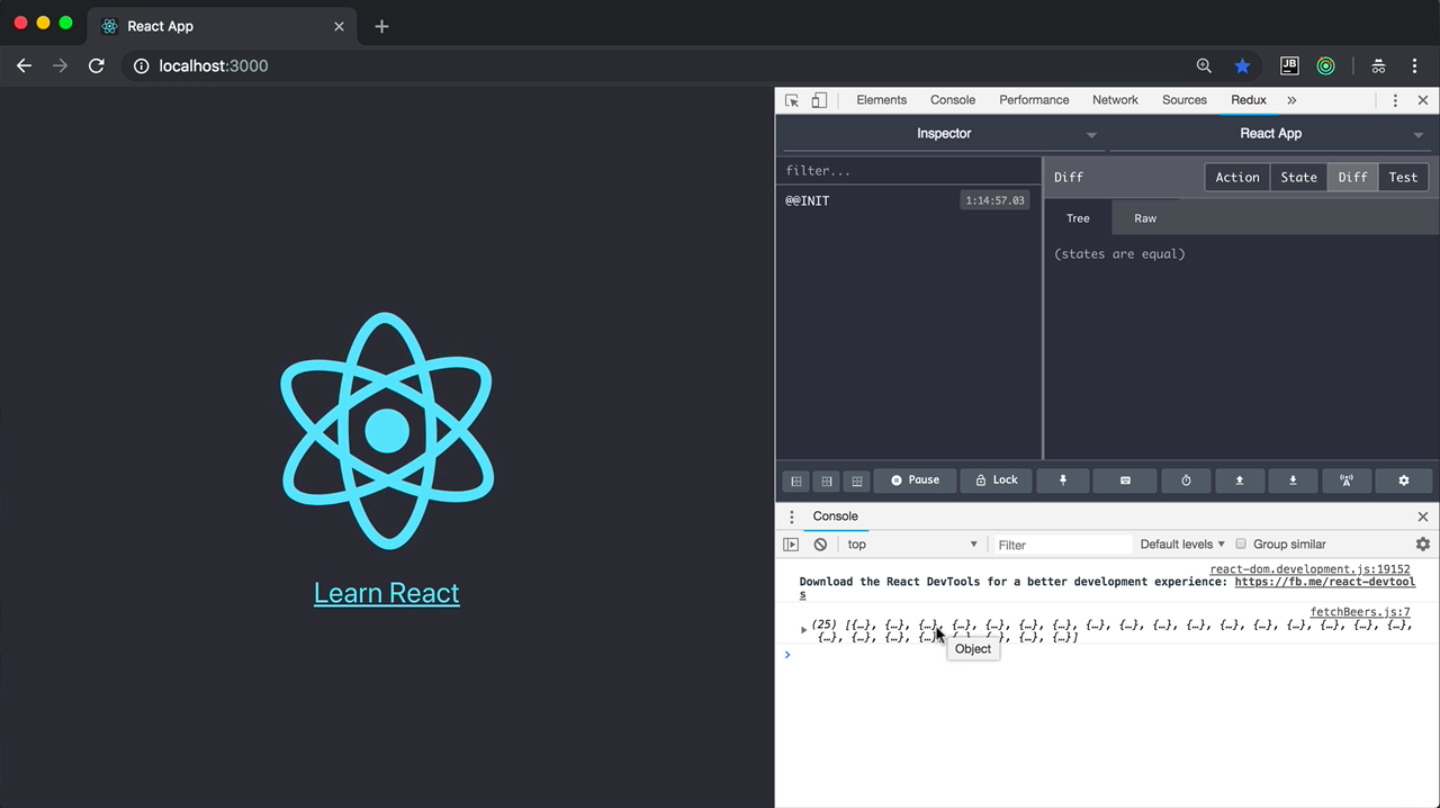 React App
localhost:3000
JB
Elements Console Performance Network Sources Redux »
Inspector React App
filter...
@@INIT 1:14:57.03
Diff Action State Diff Test
Tree Raw
(states are equal)
Learn React
Pause Lock
Console
top Filter Default levels Group similar
react-dom.development.js:19152
Download the React DevTools for a better development experience: https://fb.me/react-devtool
s
fetchBeers.js:7
(25) [{…}, {…}, {…}, {…}, {…}, {…}, {…}, {…}, {…}, {…}, {…}, {…}, {…}, {…}, {…}, {…}, {…},
{…}, {…}, {…}, {…}, {…}, {…}, {…}, {…}]
Object